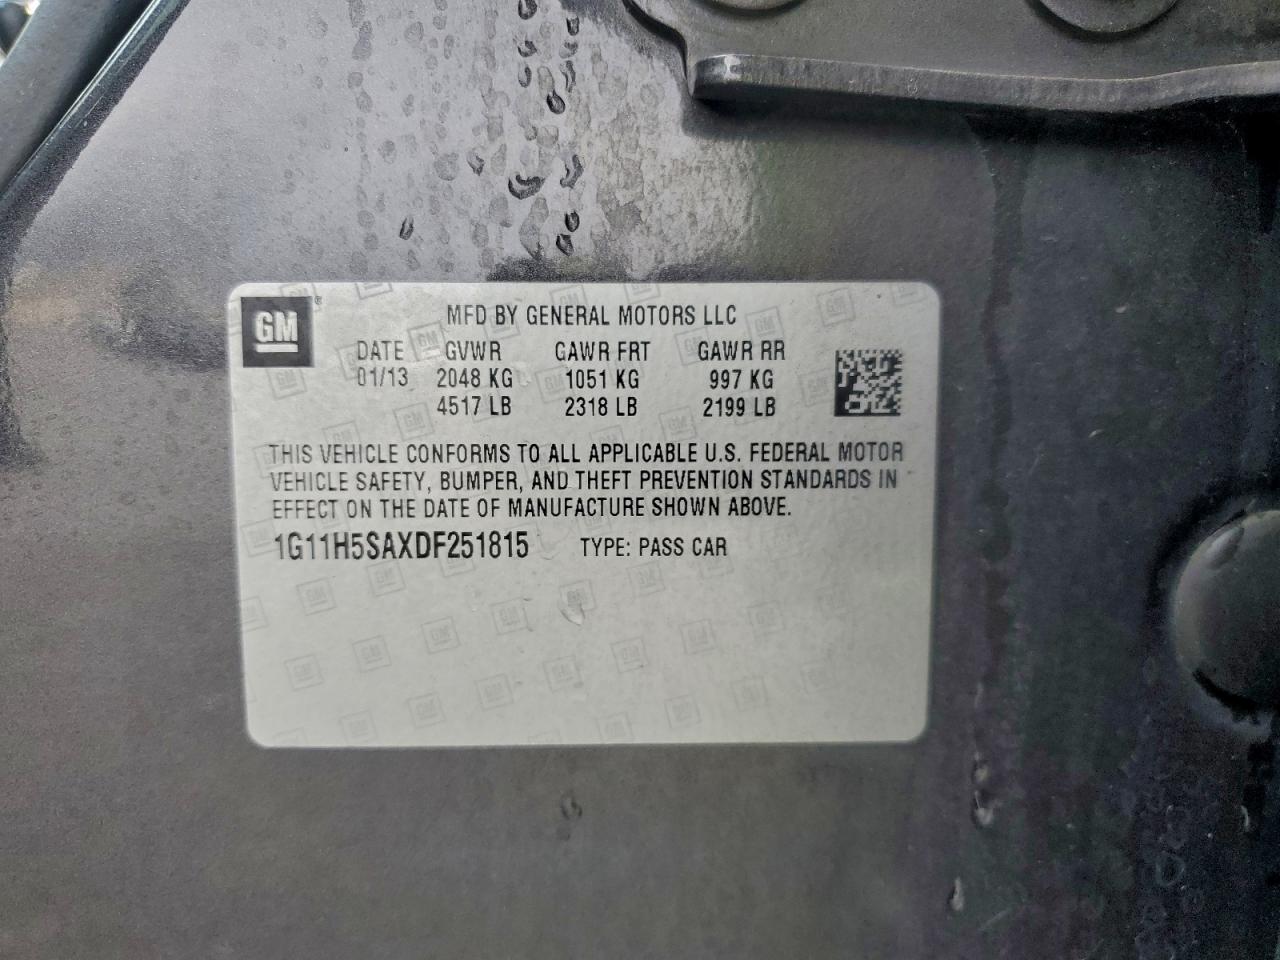 GM
MFD BY GENERAL MOTORS LLC
DATE GVWR GAWR FRT GAWR RR
01/13 2048 KG 1051 KG 997 KG
4517 LB 2318 LB 2199 LB
THIS VEHICLE CONFORMS TO ALL APPLICABLE U.S. FEDERAL MOTOR
VEHICLE SAFETY, BUMPER, AND THEFT PREVENTION STANDARDS IN
EFFECT ON THE DATE OF MANUFACTURE SHOWN ABOVE.
1G11H5SAXDF251815 TYPE: PASS CAR